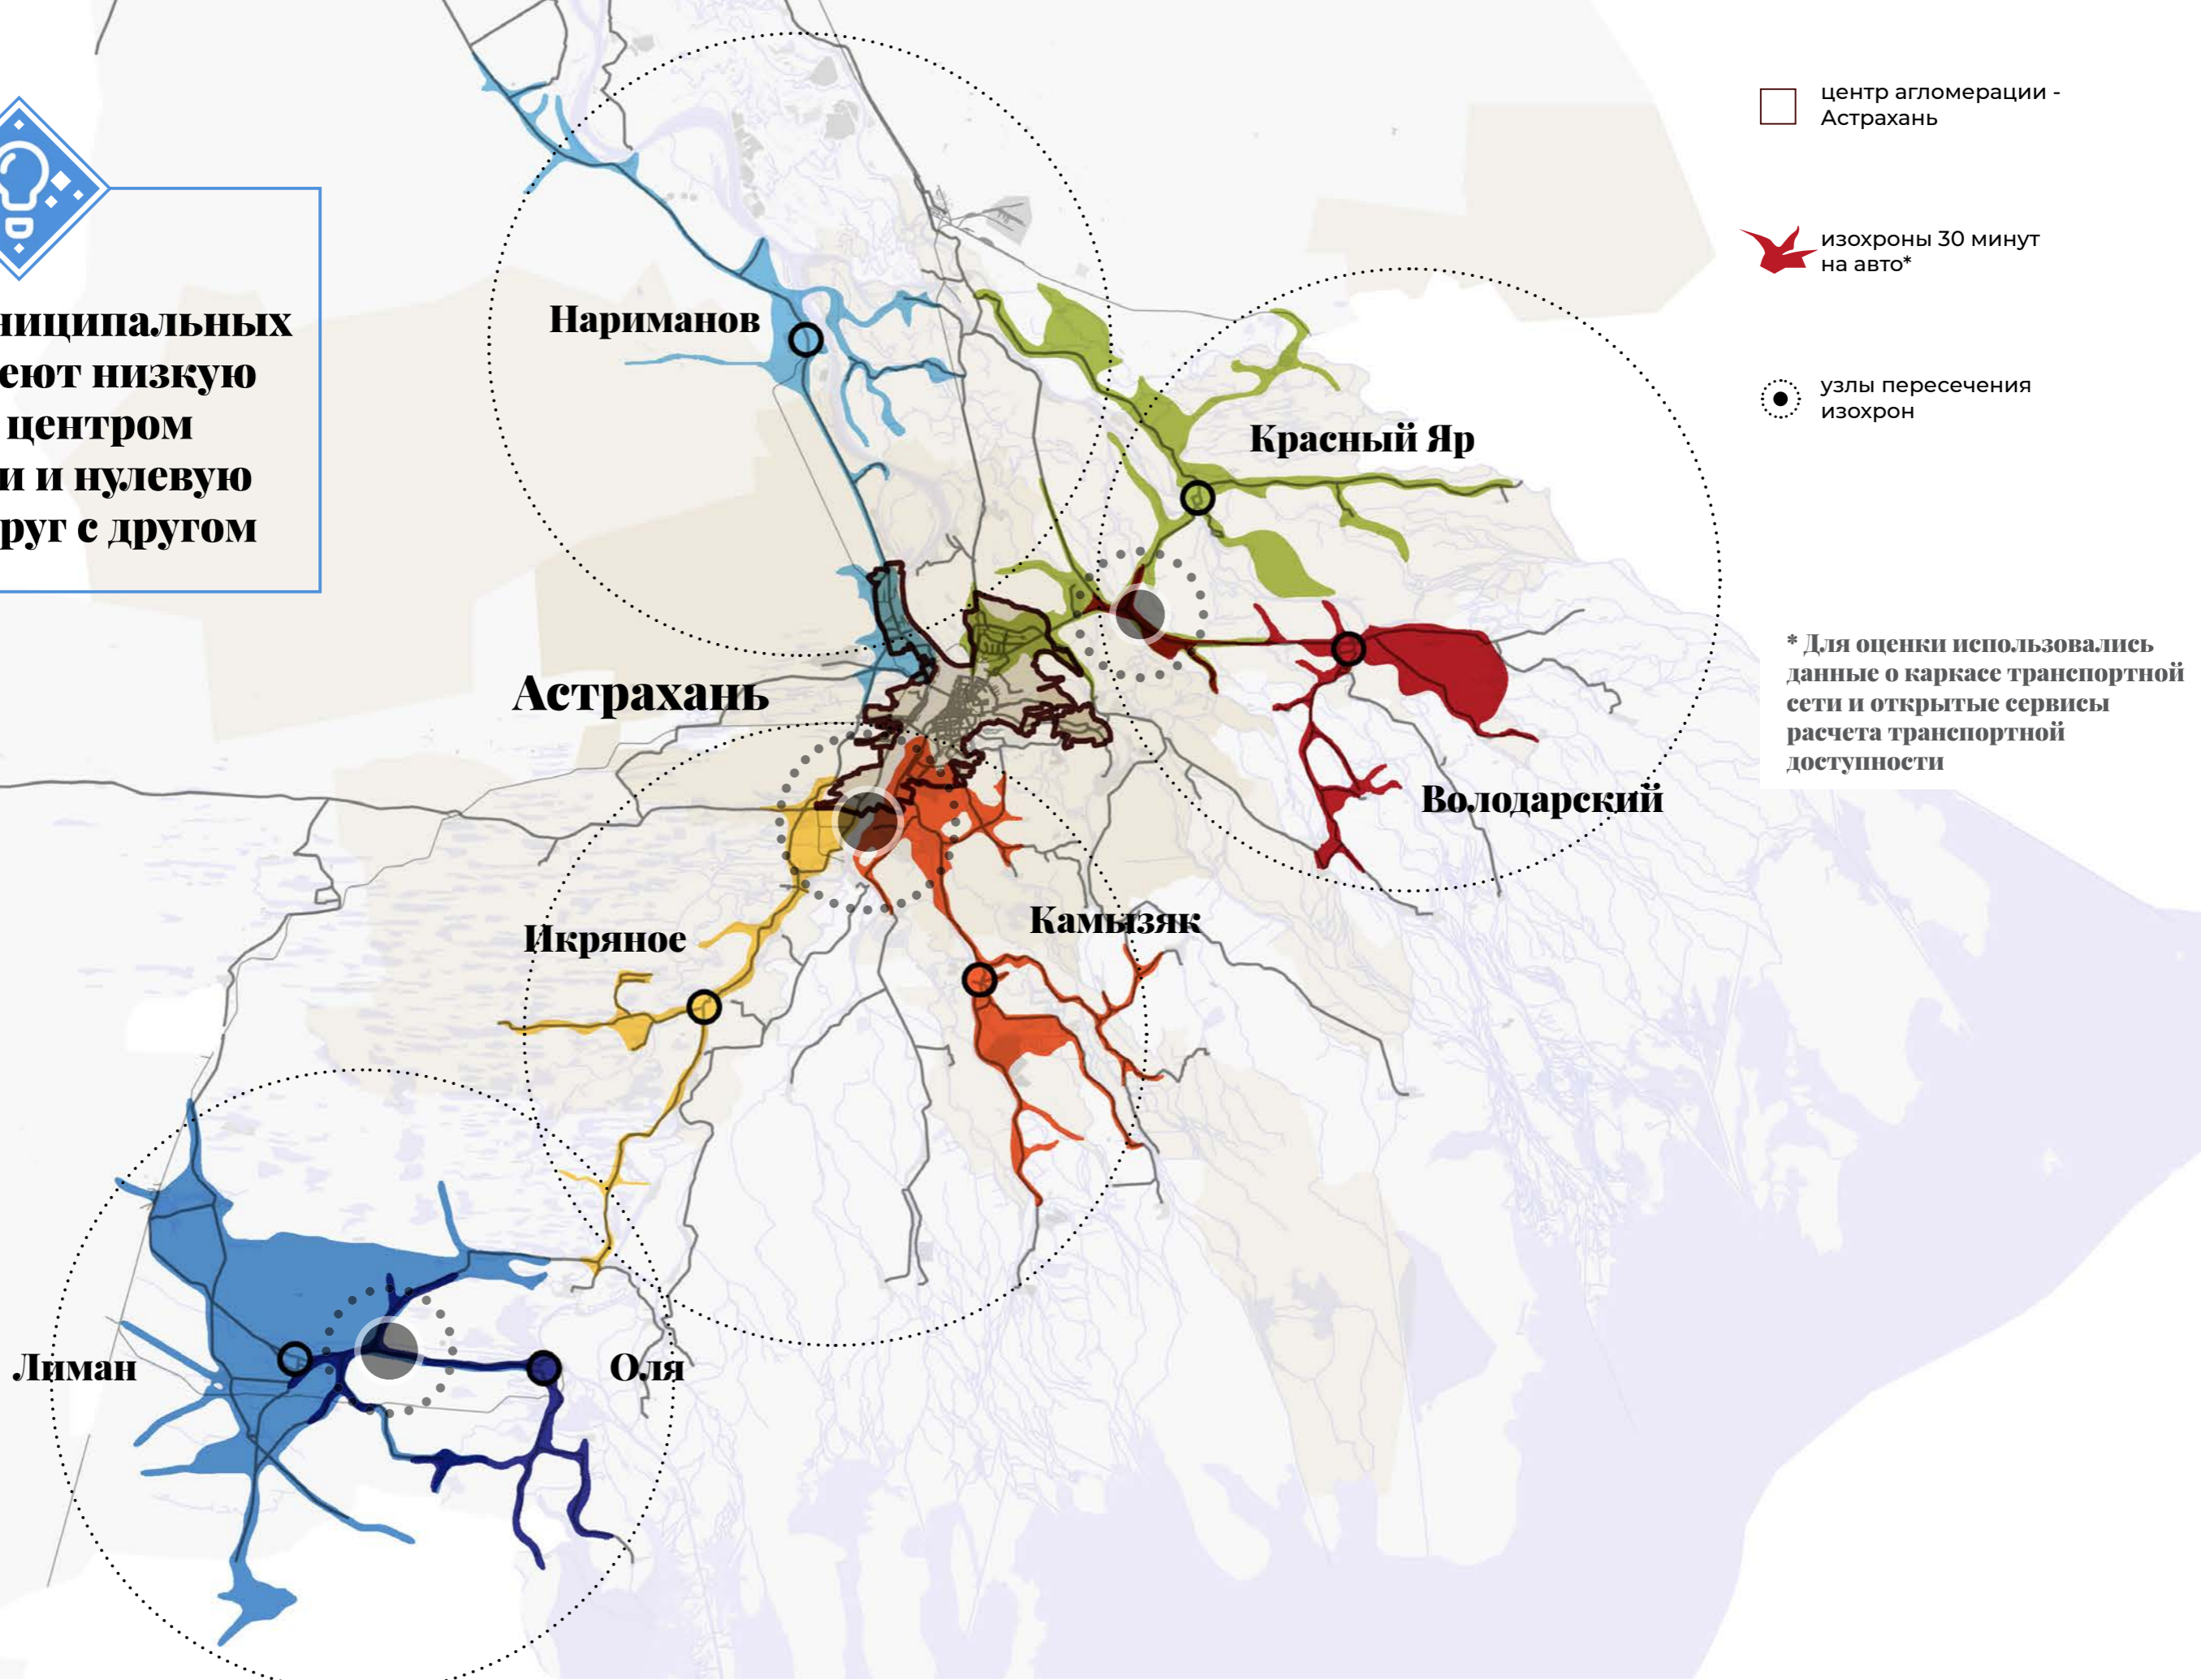 ниципальных
еют низкую
центром
и и нулевую
руг с другом
центр агломерации -
Астрахань
изохроны 30 минут
на авто*
узлы пересечения
изохрон
* Для оценки использовались
данные о каркасе транспортной
сети и открытые сервисы
расчета транспортной
доступности
Нариманов
Красный Яр
Астрахань
Володарский
Икряное
Камызяк
Лиман
Оля